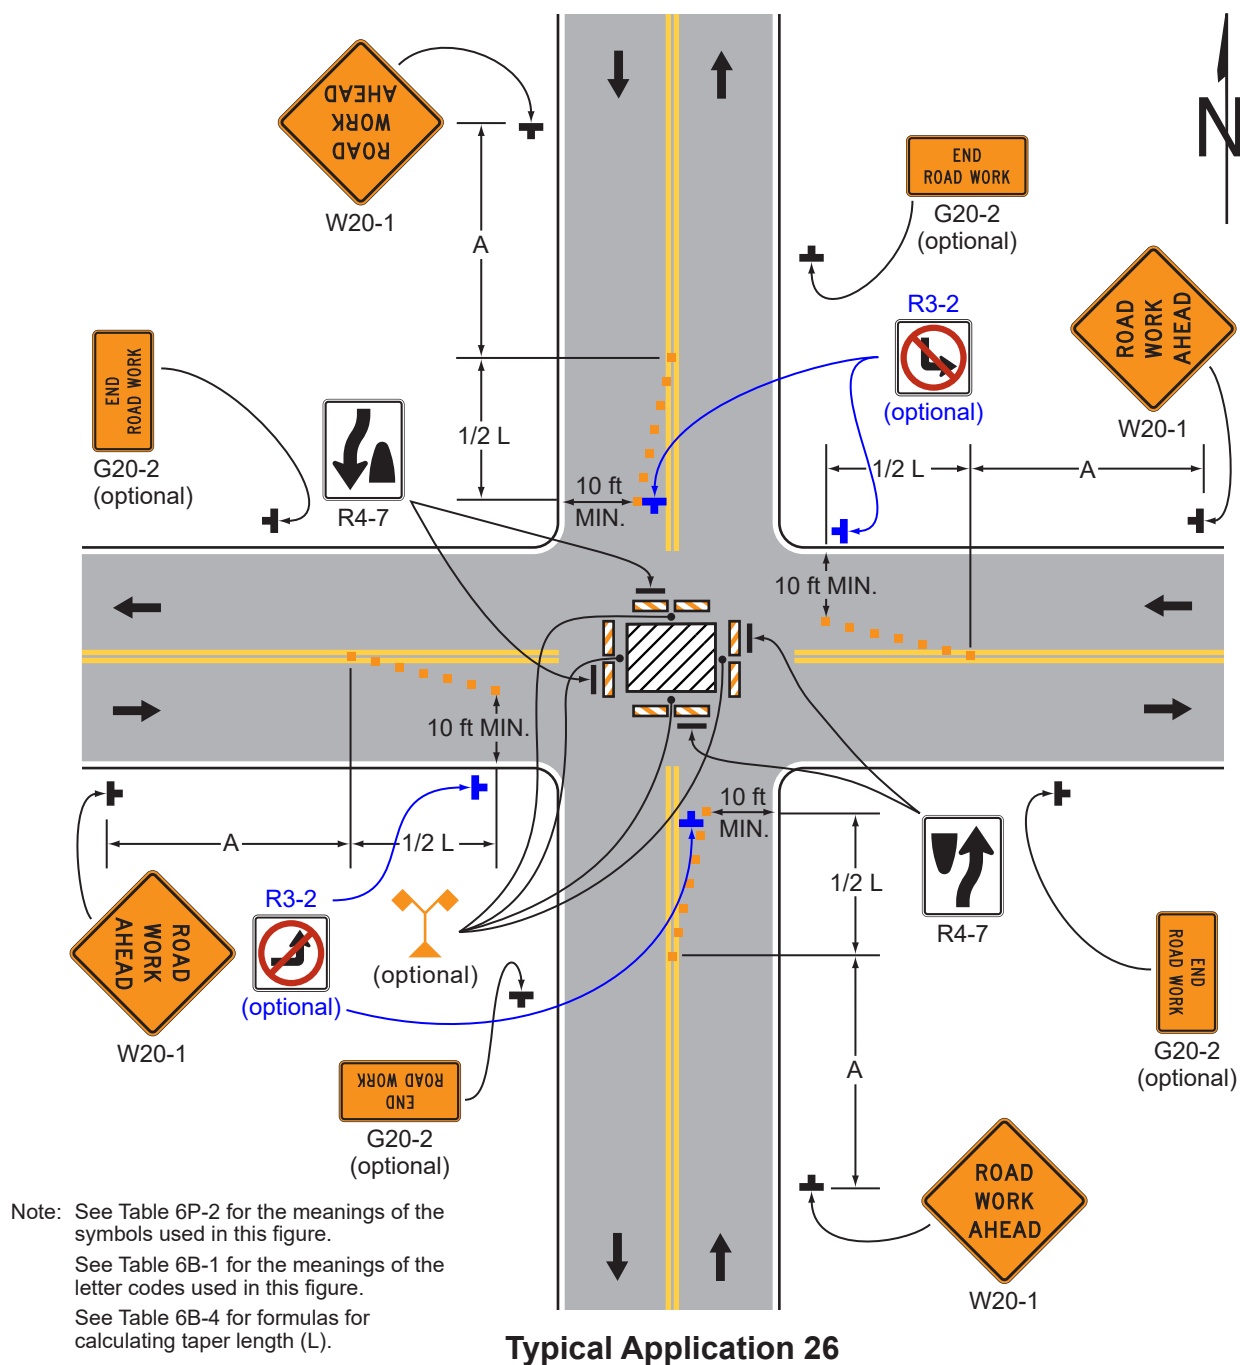 ROAD
WORK
AHEAD
W20-1
A
1/2 L
10 ft
MIN.
N
END
ROAD WORK
G20-2
(optional)
R3-2
(optional)
ROAD
WORK
AHEAD
W20-1
1/2 L
A
10 ft MIN.
END
ROAD WORK
G20-2
(optional)
R4-7
10 ft MIN.
A
1/2 L
ROAD
WORK
AHEAD
W20-1
R3-2
(optional)
(optional)
END
ROAD WORK
G20-2
(optional)
10 ft
MIN.
1/2 L
A
R4-7
END
ROAD WORK
G20-2
(optional)
ROAD
WORK
AHEAD
W20-1
Note: See Table 6P-2 for the meanings of the
symbols used in this figure.
See Table 6B-1 for the meanings of the
letter codes used in this figure.
See Table 6B-4 for formulas for
calculating taper length (L).
Typical Application 26